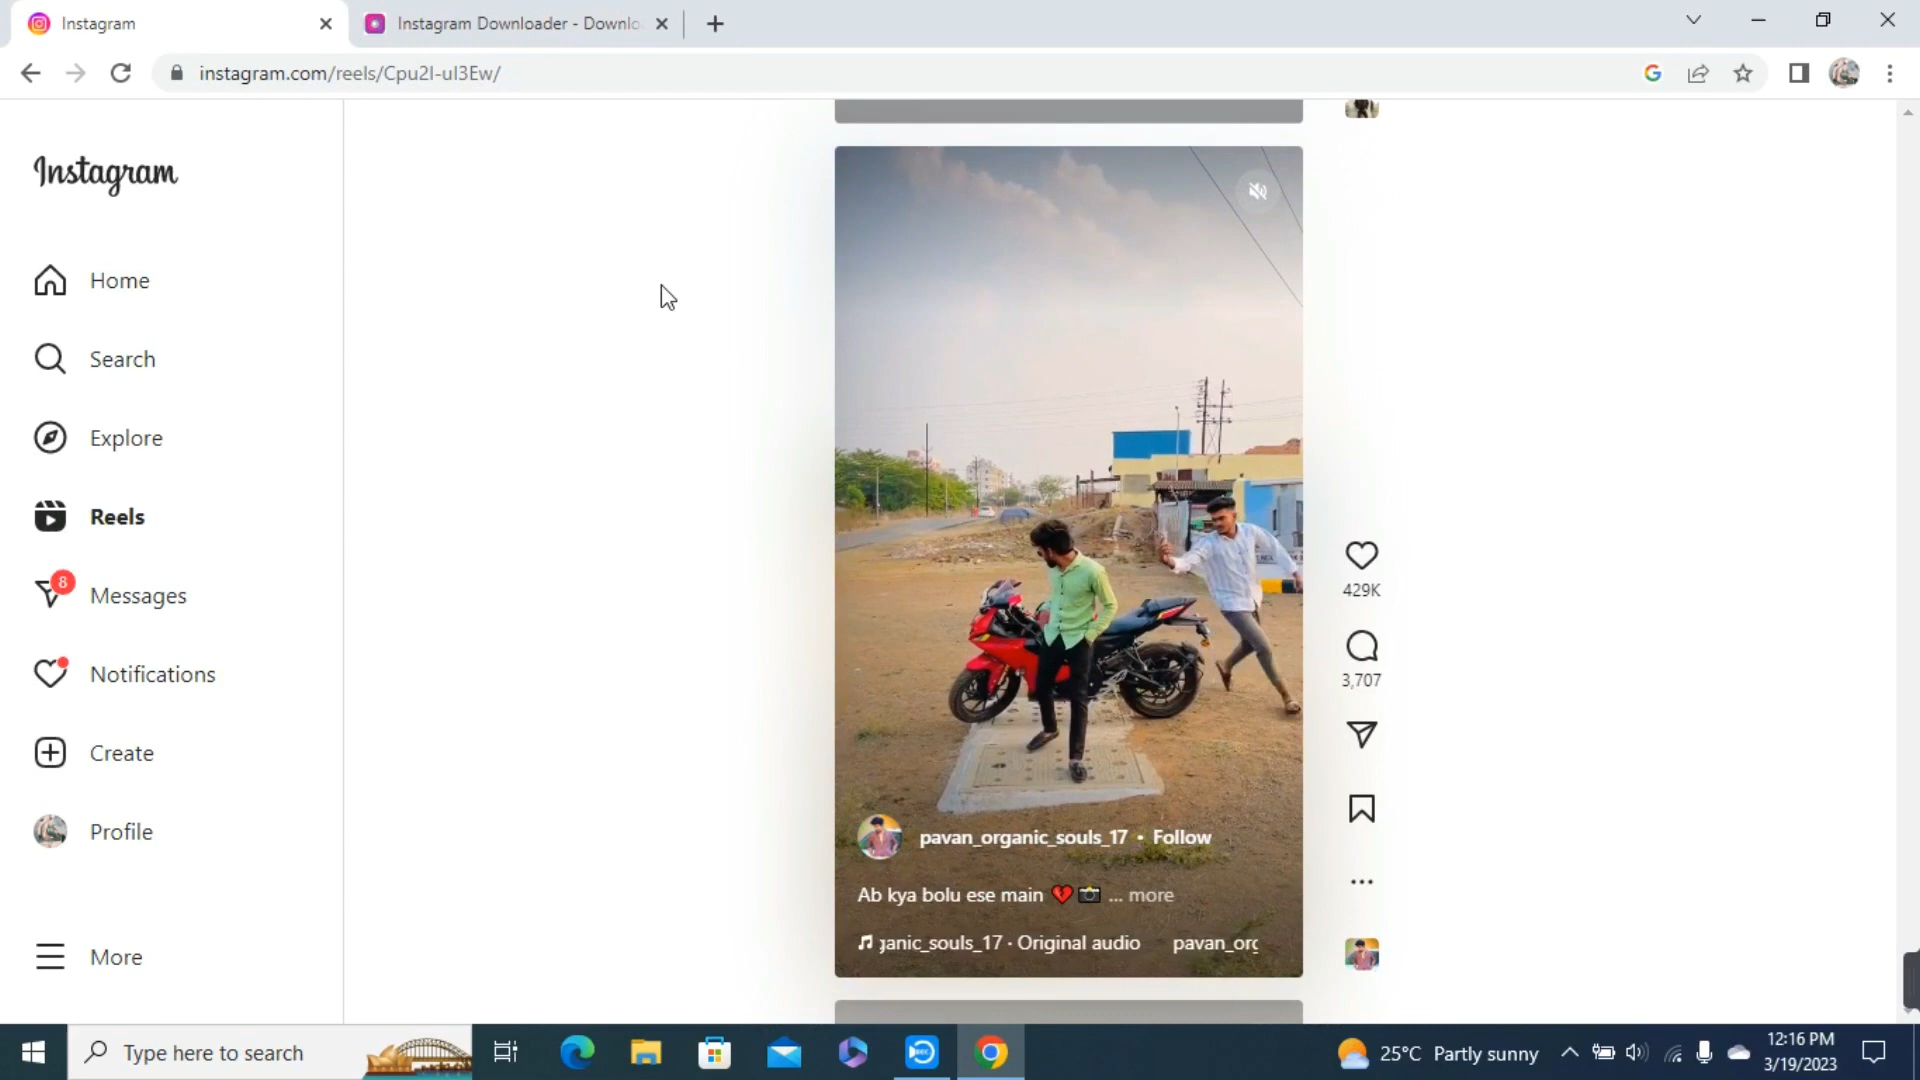 Instagram
Instagram Downloader - Downlo
instagram.com/reels/Cpu2l-ul3Ew/
Instagram
Home
Search
Explore
Reels
8
Messages
Notifications
Create
Profile
More
429K
3,707
pavan_organic_souls_17 • Follow
Ab kya bolu ese main 💔 📸 ... more
ganic_souls_17 · Original audio pavan_org
Type here to search
25°C Partly sunny
12:16 PM
3/19/2023